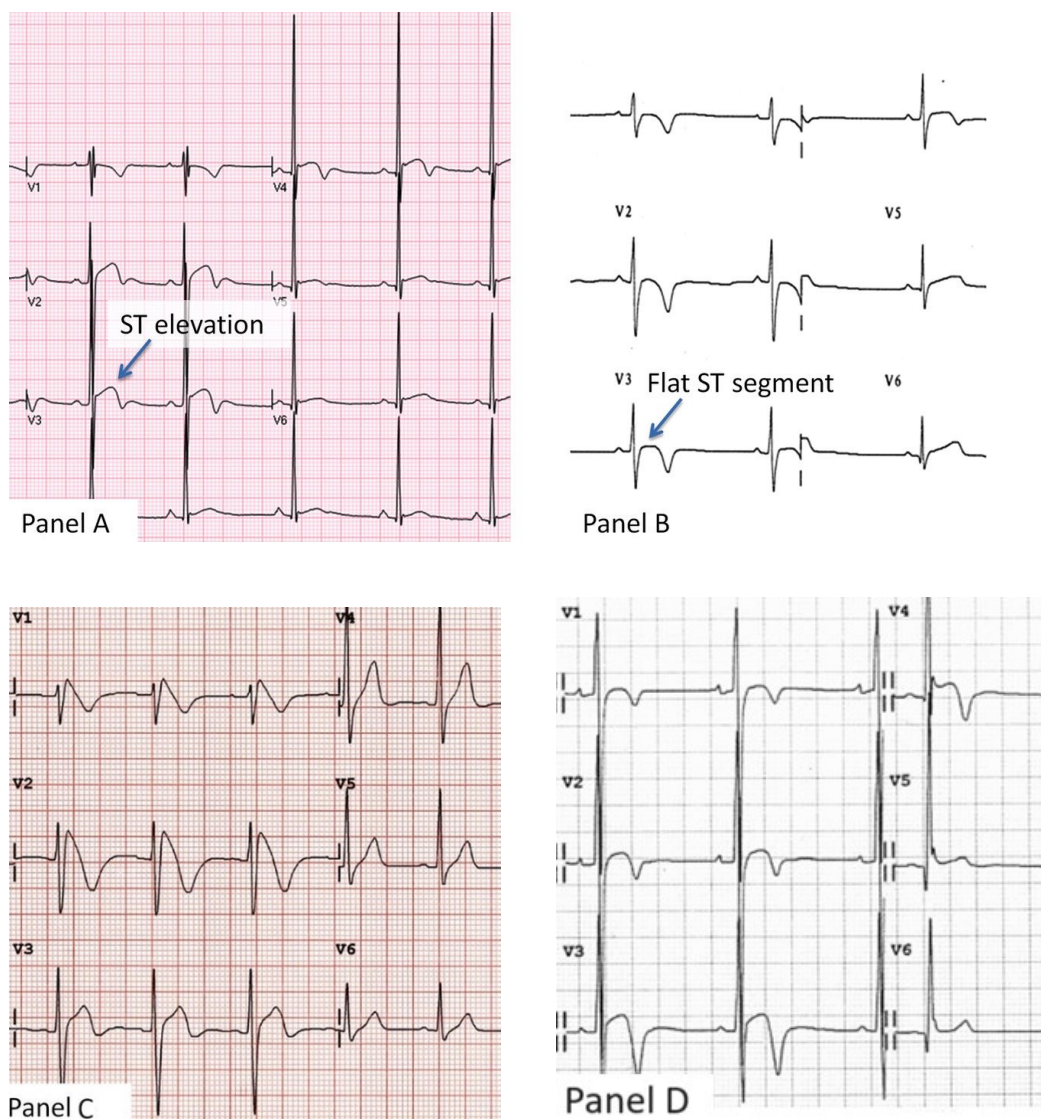 V1
V4
V2
V5
ST elevation
V3
V6
Panel A
V2
V5
V3
V6
Flat ST segment
Panel B
V1
V4
V2
V5
V3
V6
Panel C
V1
V4
V2
V5
V3
V6
Panel D